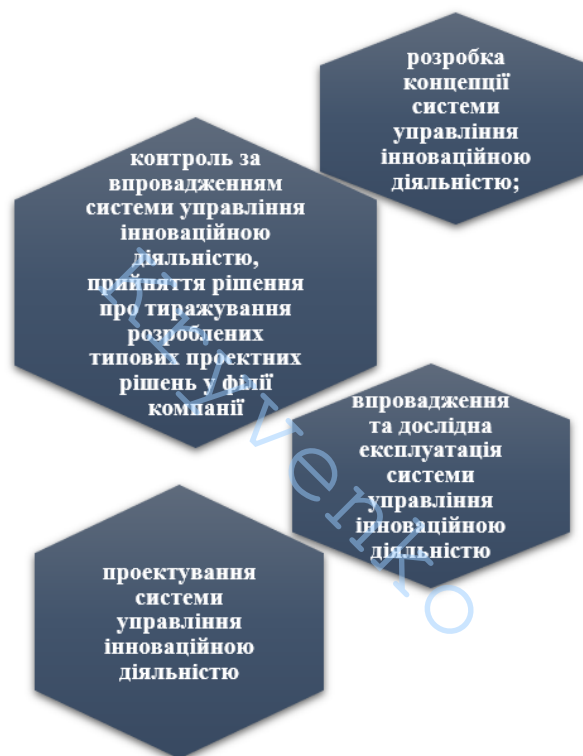 розробка
концепції
системи
управління
інноваційною
діяльністю;
контроль за
впровадженням
системи управління
інноваційною
діяльністю,
прийняття рішення
про тиражування
розроблених
типових проектних
рішень у філії
компанії
впровадження
та дослідна
експлуатація
системи
управління
інноваційною
діяльністю
проектування
системи
управління
інноваційною
діяльністю
kryvenko